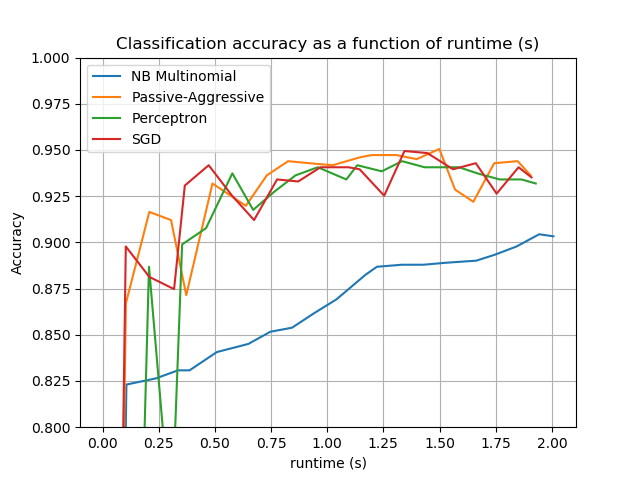 Classification accuracy as a function of runtime (s)
NB Multinomial
Passive-Aggressive
Perceptron
SGD
Accuracy
1.000
0.975
0.950
0.925
0.900
0.875
0.850
0.825
0.800
0.00 0.25 0.50 0.75 1.00 1.25 1.50 1.75 2.00
runtime (s)